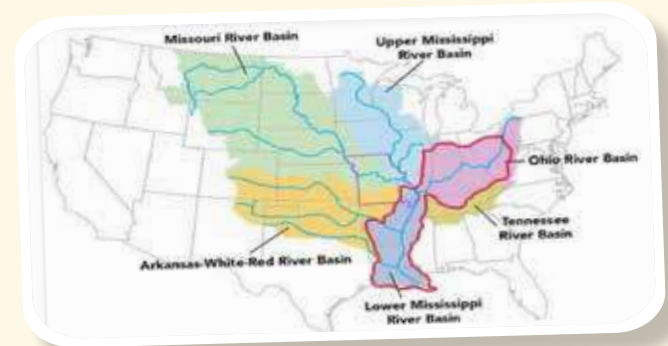 Missouri River Basin
Upper Mississippi
River Basin
Ohio River Basin
Tennessee
River Basin
Arkansas-White-Red River Basin
Lower Mississippi
River Basin